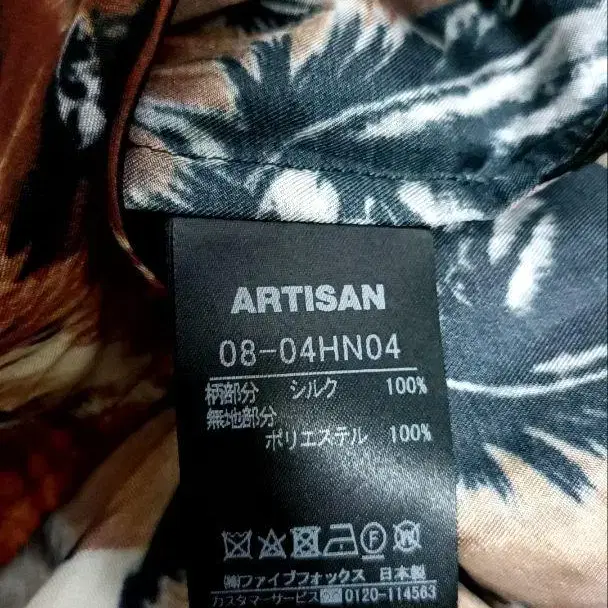 ARTISAN
08-04HN04
柄部分 シルク 100%
無地部分
ポリエステル 100%
㈱ファイブフォックス 日本製
カスタマーサービス 0120-114563